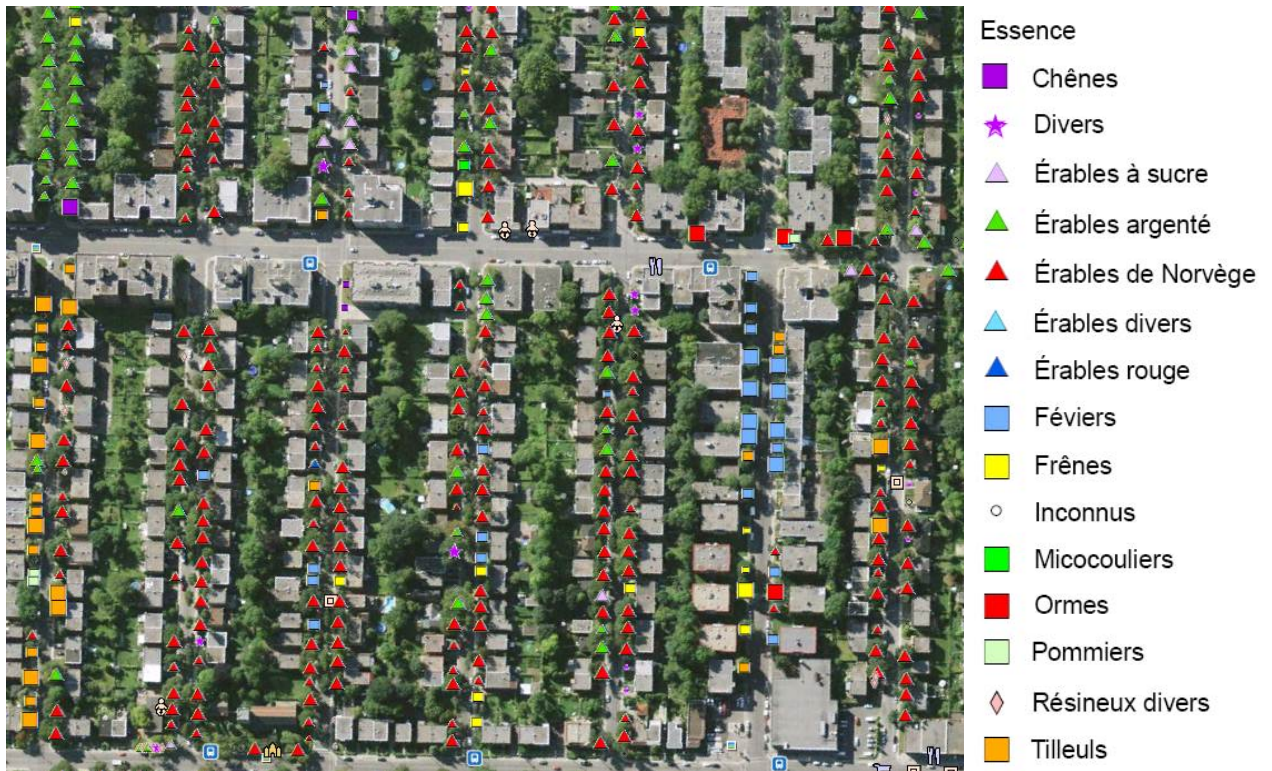 Essence
Chênes
Divers
Érables à sucre
Érables argenté
Érables de Norvège
Érables divers
Érables rouge
Féviers
Frênes
Inconnus
Micocouliers
Ormes
Pommiers
Résineux divers
Tilleuls